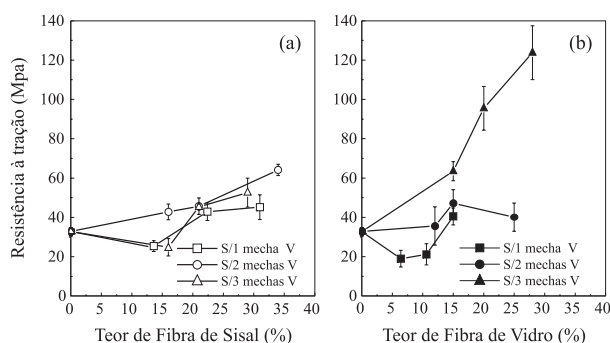 Resistência à tração (Mpa)
140
120
100
80
60
40
20
0
(a)
S/1 mecha V
S/2 mechas V
S/3 mechas V
0 5 10 15 20 25 30 35 40
Teor de Fibra de Sisal (%)
140
120
100
80
60
40
20
0
(b)
S/1 mecha V
S/2 mechas V
S/3 mechas V
0 5 10 15 20 25 30 35 40
Teor de Fibra de Vidro (%)